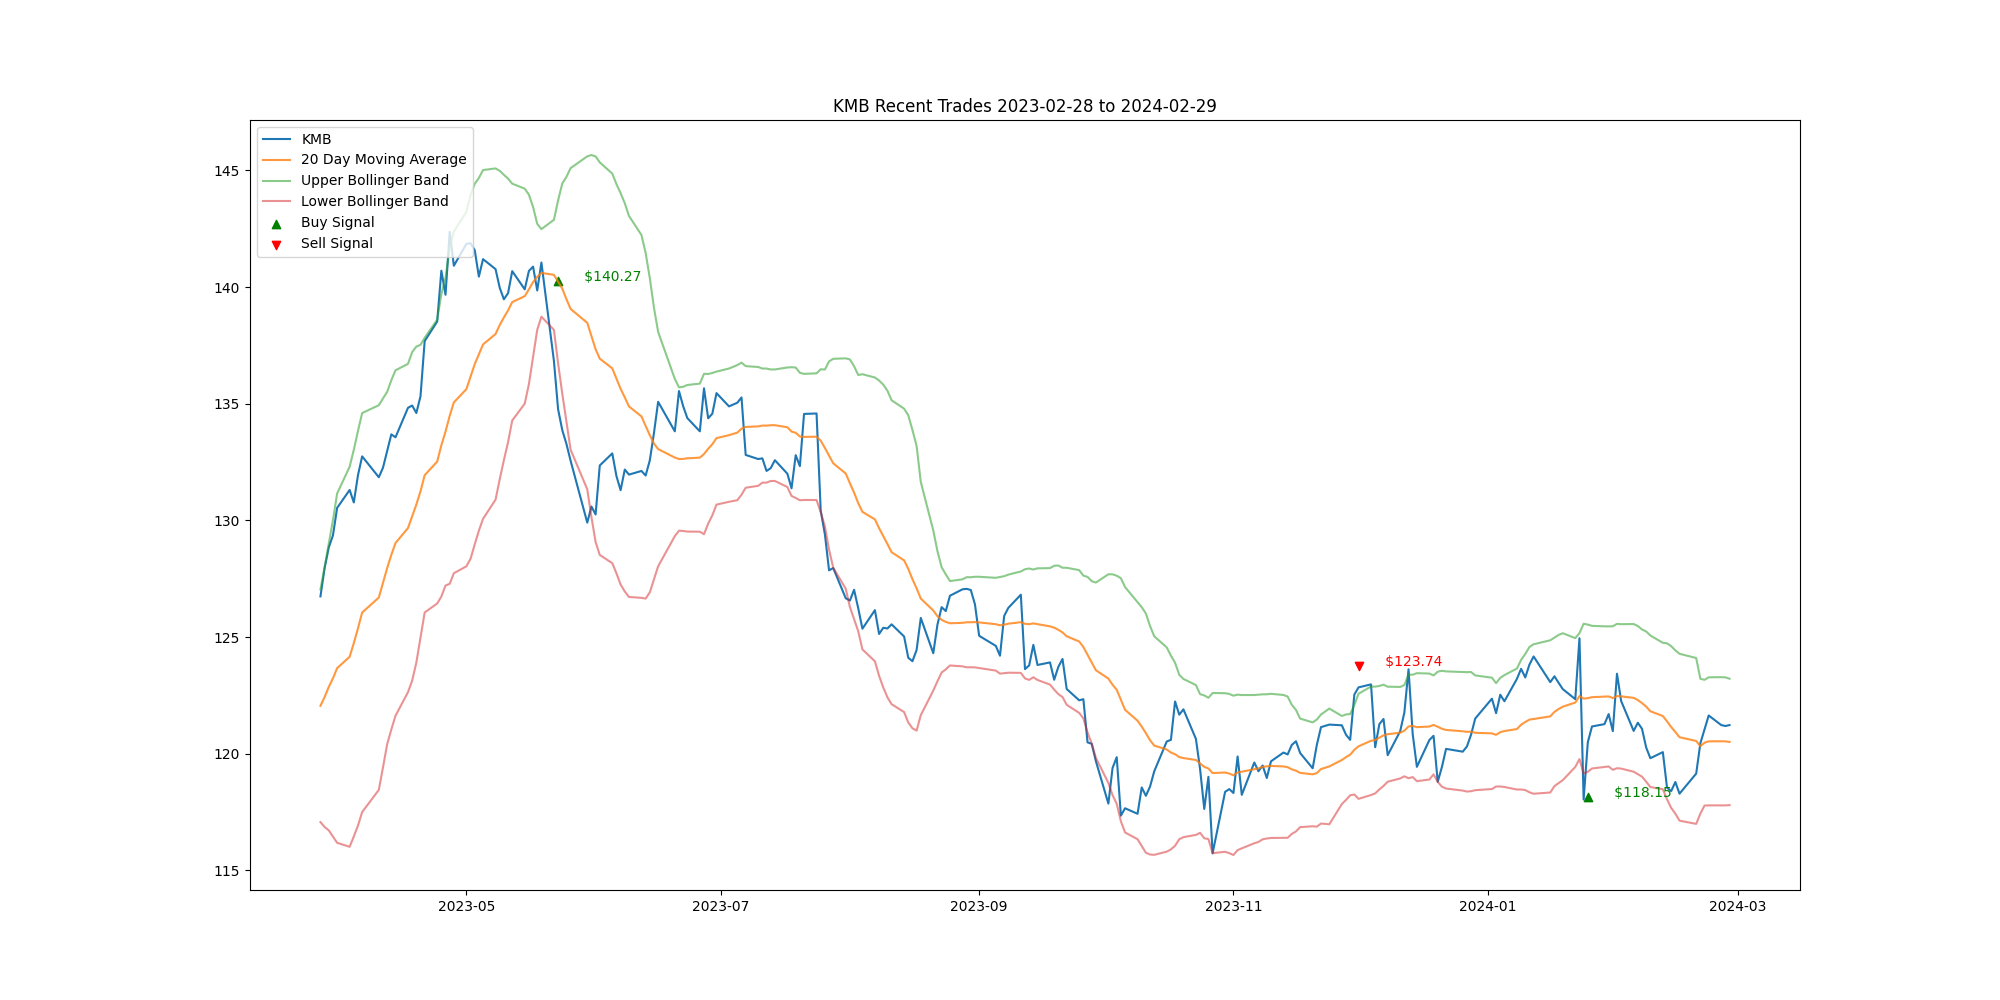 KMB Recent Trades 2023-02-28 to 2024-02-29
KMB
20 Day Moving Average
Upper Bollinger Band
Lower Bollinger Band
Buy Signal
Sell Signal
145
140
135
130
125
120
115
$140.27
$123.74
$118.15
2023-05
2023-07
2023-09
2023-11
2024-01
2024-03